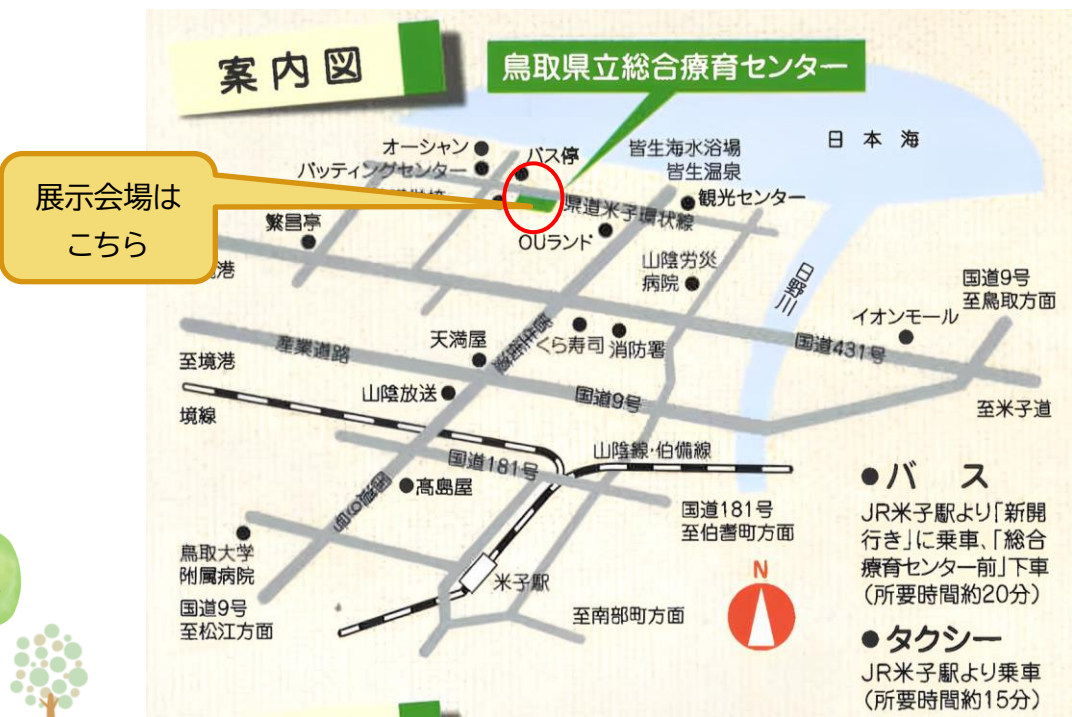 案内図
鳥取県立総合療育センター
展示会場は
こちら
日本海
オーシャン
バッティングセンター
バス停
皆生海水浴場
皆生温泉
観光センター
県道米子環状線
繁昌亭
OUランド
山陰労災
病院
日野川
国道9号
至鳥取方面
イオンモール
港
天満屋
くら寿司
消防署
国道431号
産業道路
至境港
山陰放送
国道9号
至米子道
境線
山陰線・伯備線
国道181号
髙島屋
国道181号
至伯耆町方面
鳥取大学
附属病院
米子駅
国道9号
至松江方面
至南部町方面
N
●バス
JR米子駅より「新開
行き」に乗車、「総合
療育センター前」下車
(所要時間約20分)
●タクシー
JR米子駅より乗車
(所要時間約15分)